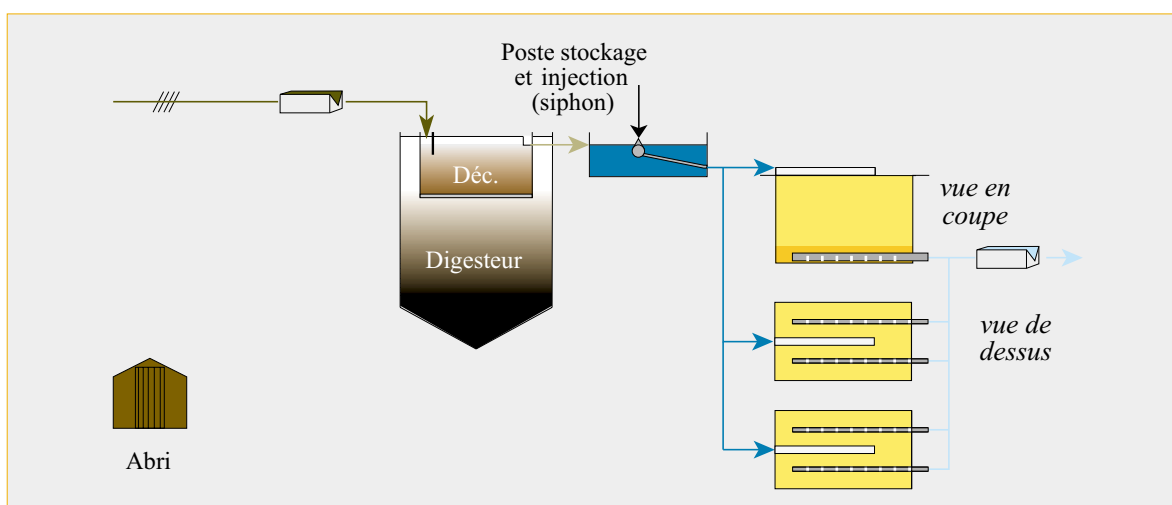 Poste stockage
et injection
(siphon)
Déc.
Digesteur
vue en
coupe
vue de
dessus
Abri